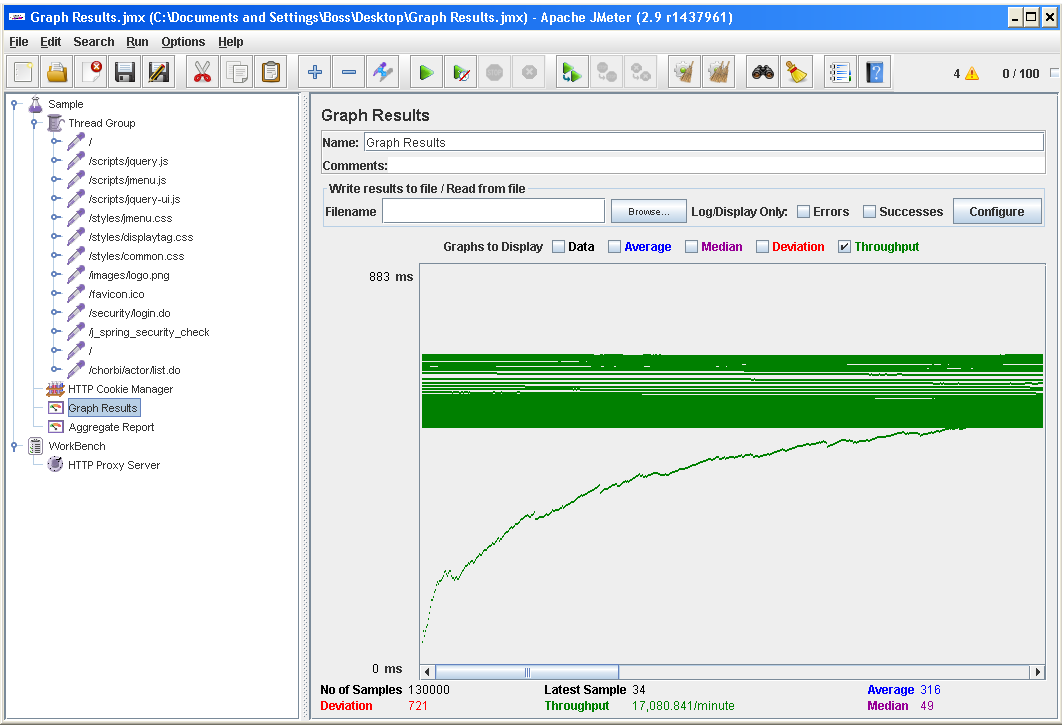 Graph Results.jmx (C:\Documents and Settings\Boss\Desktop\Graph Results.jmx) - Apache JMeter (2.9 r1437961)
File Edit Search Run Options Help
4 0 / 100
Sample
Thread Group
/
/scripts/jquery.js
/scripts/jmenu.js
/scripts/jquery-ui.js
/styles/jmenu.css
/styles/displaytag.css
/styles/common.css
/images/logo.png
/favicon.ico
/security/login.do
/j_spring_security_check
/
/chorbi/actor/list.do
HTTP Cookie Manager
Graph Results
Aggregate Report
WorkBench
HTTP Proxy Server
Graph Results
Name: Graph Results
Comments:
Write results to file / Read from file
Filename Browse... Log/Display Only: Errors Successes Configure
Graphs to Display Data Average Median Deviation Throughput
883 ms
0 ms
No of Samples 130000 Latest Sample 34 Average 316
Deviation 721 Throughput 17,080.841/minute Median 49